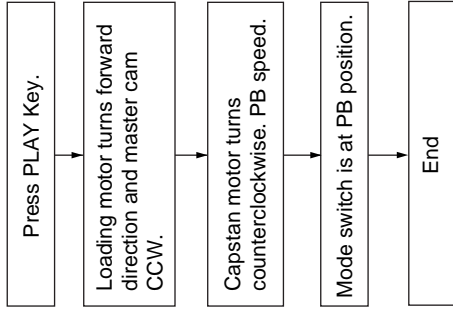 Press PLAY Key.
Loading motor turns forward
direction and master cam
CCW.
Capstan motor turns
counterclockwise. PB speed.
Mode switch is at PB position.
End